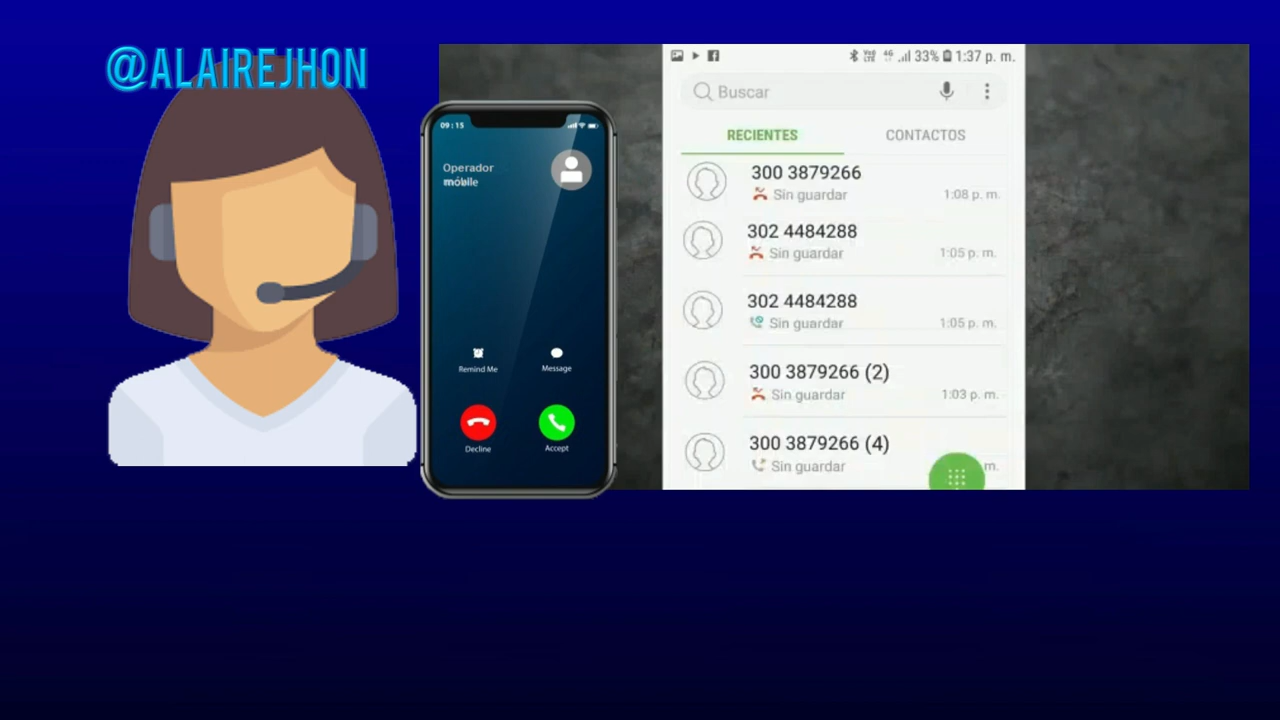 @ALAIREJHON
09:15
Operador
Remind Me
Message
Decline
Accept
33% 1:37 p. m.
Buscar
RECIENTES
CONTACTOS
300 3879266
Sin guardar
1:08 p. m.
302 4484288
Sin guardar
1:05 p. m.
302 4484288
Sin guardar
1:05 p. m.
300 3879266 (2)
Sin guardar
1:03 p. m.
300 3879266 (4)
Sin guardar
m.